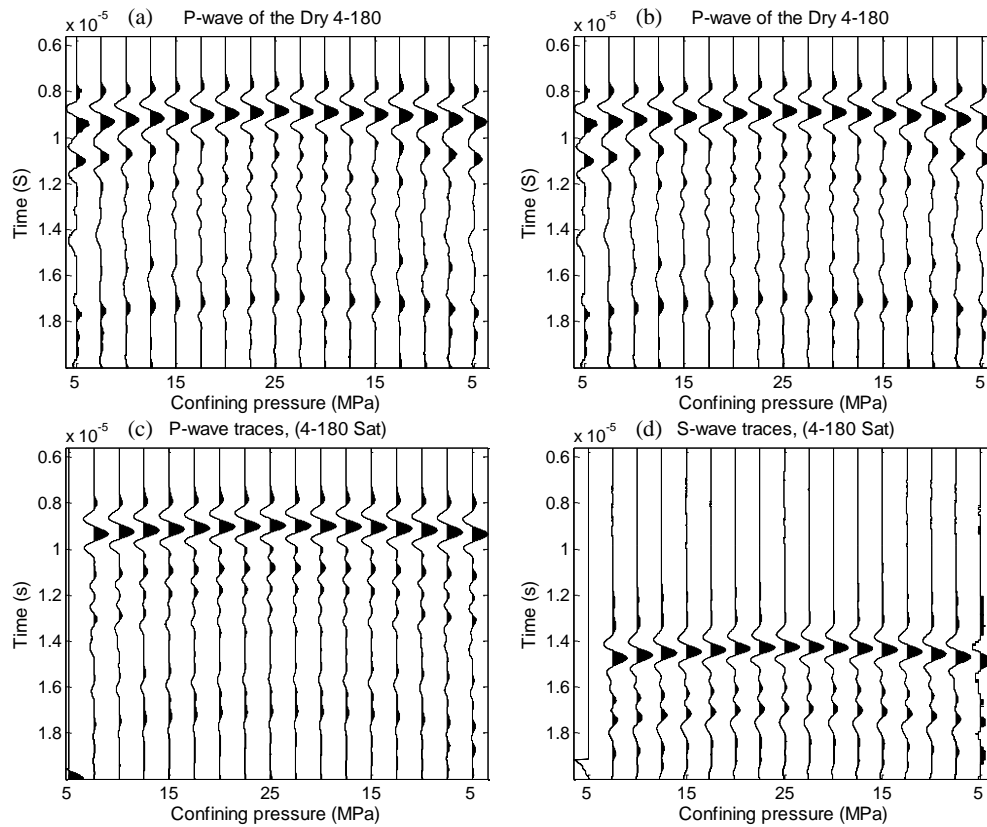 (a) P-wave of the Dry 4-180
x 10-5
0.6
0.8
1
1.2
1.4
1.6
1.8
Time (S)
5 15 25 15 5
Confining pressure (MPa)
(b) P-wave of the Dry 4-180
x 10-5
0.6
0.8
1
1.2
1.4
1.6
1.8
Time (S)
5 15 25 15 5
Confining pressure (MPa)
(c) P-wave traces, (4-180 Sat)
x 10-5
0.6
0.8
1
1.2
1.4
1.6
1.8
Time (s)
5 15 25 15 5
Confining pressure (MPa)
(d) S-wave traces, (4-180 Sat)
x 10-5
0.6
0.8
1
1.2
1.4
1.6
1.8
Time (s)
5 15 25 15 5
Confining pressure (MPa)